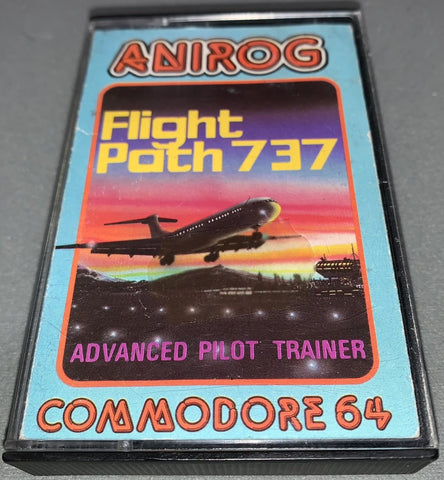 ANIROG
Flight
Path 737
ADVANCED PILOT TRAINER
COMMODORE 64